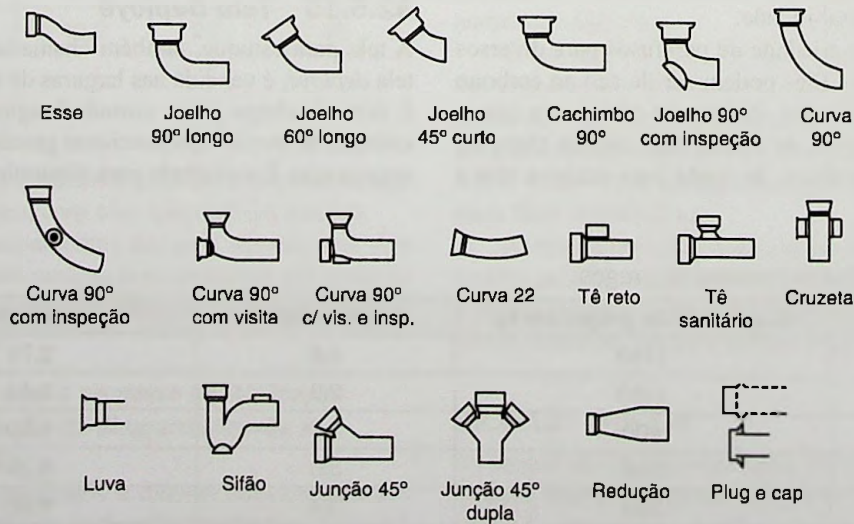 Esse
Joelho
90º longo
Joelho
60º longo
Joelho
45º curto
Cachimbo
90º
Joelho 90º
com inspeção
Curva
90º
Curva 90º
com inspeção
Curva 90º
com visita
Curva 90º
c/ vis. e insp.
Curva 22
Tê reto
Tê
sanitário
Cruzeta
Luva
Sifão
Junção 45º
Junção 45º
dupla
Redução
Plug e cap